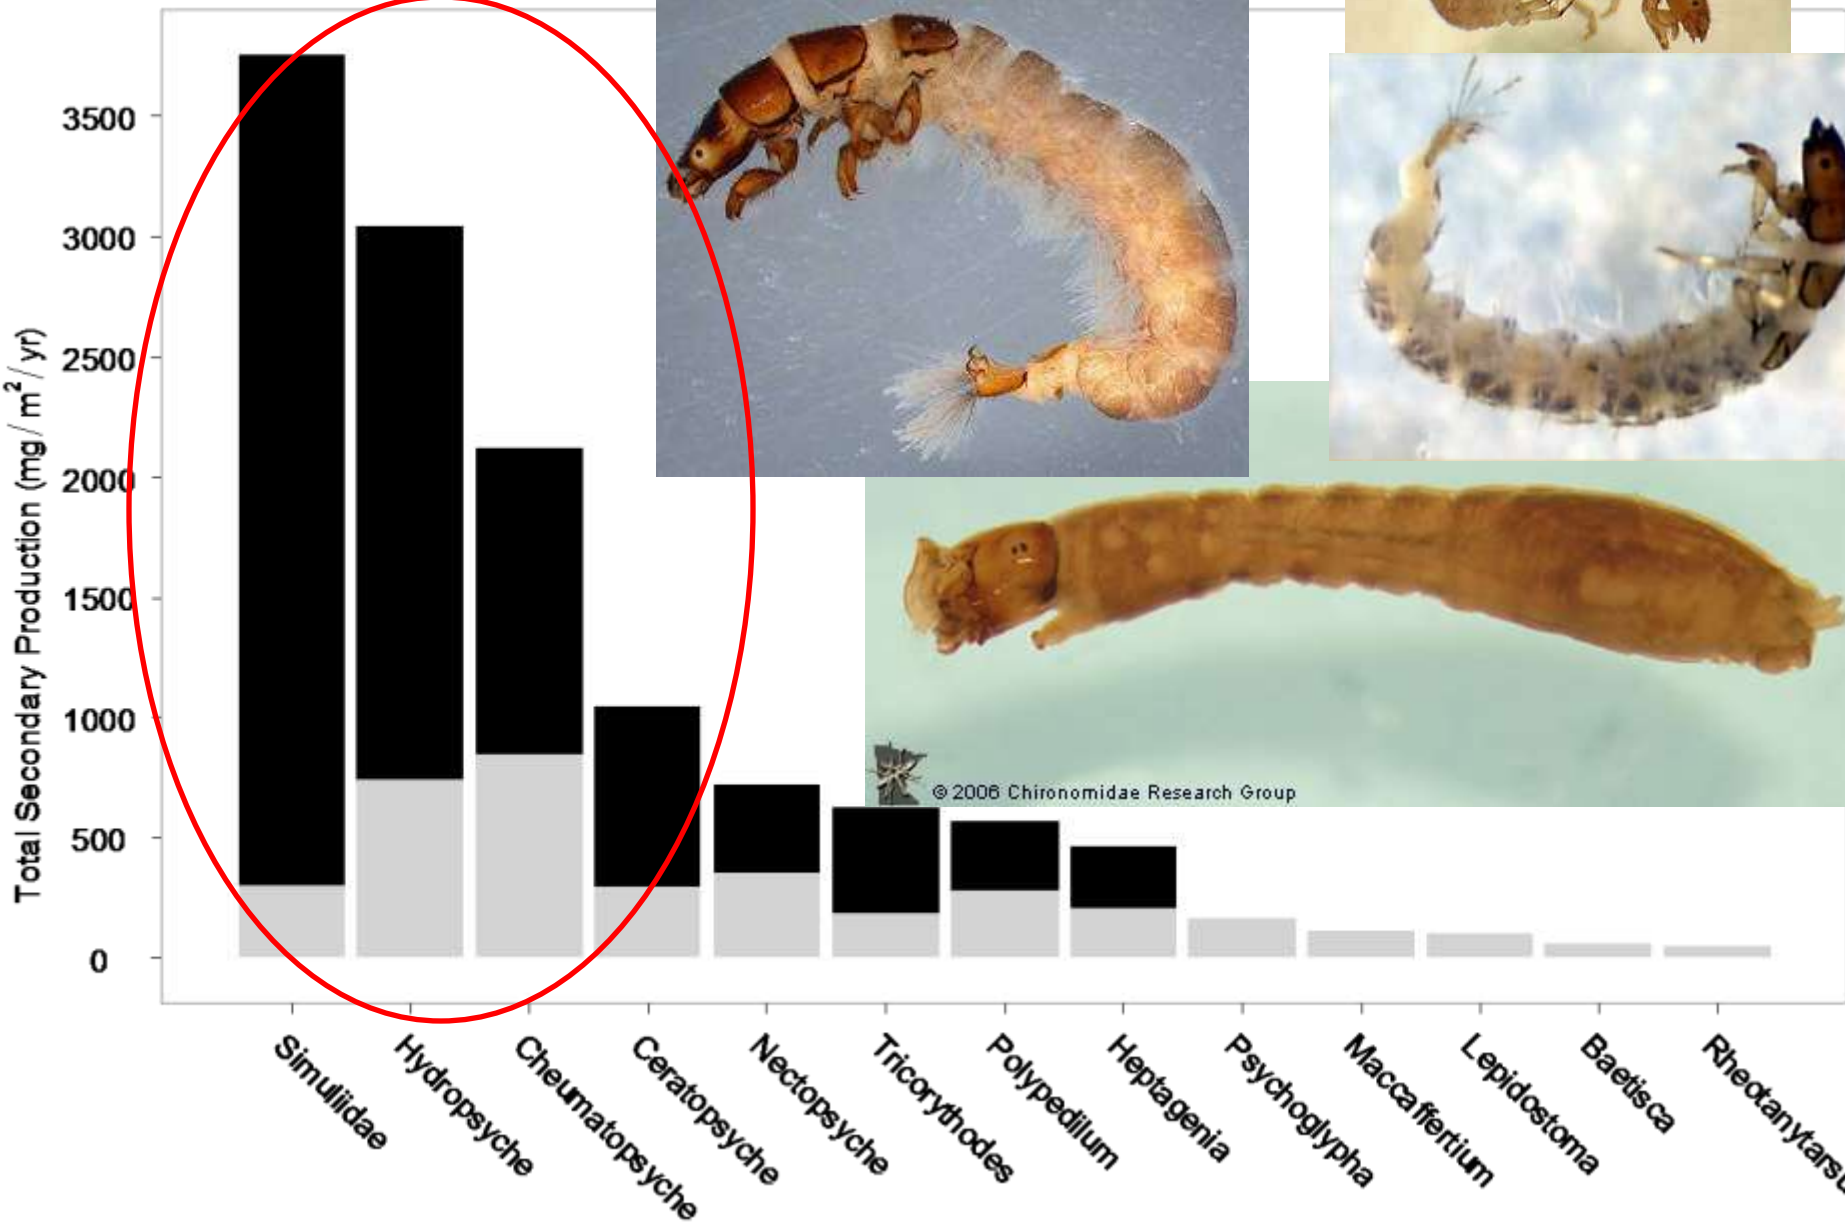 3500
3000
2500
2000
1500
1000
500
0
Total Secondary Production (mg / m² / yr)
© 2006 Chironomidae Research Group
Simuliidae
Hydropsyche
Cheumatopsyche
Ceratopsyche
Nectopsyche
Tricorythodes
Polypedilum
Heptagenia
Psychoglypha
Maccaffertium
Lepidostoma
Baetisca